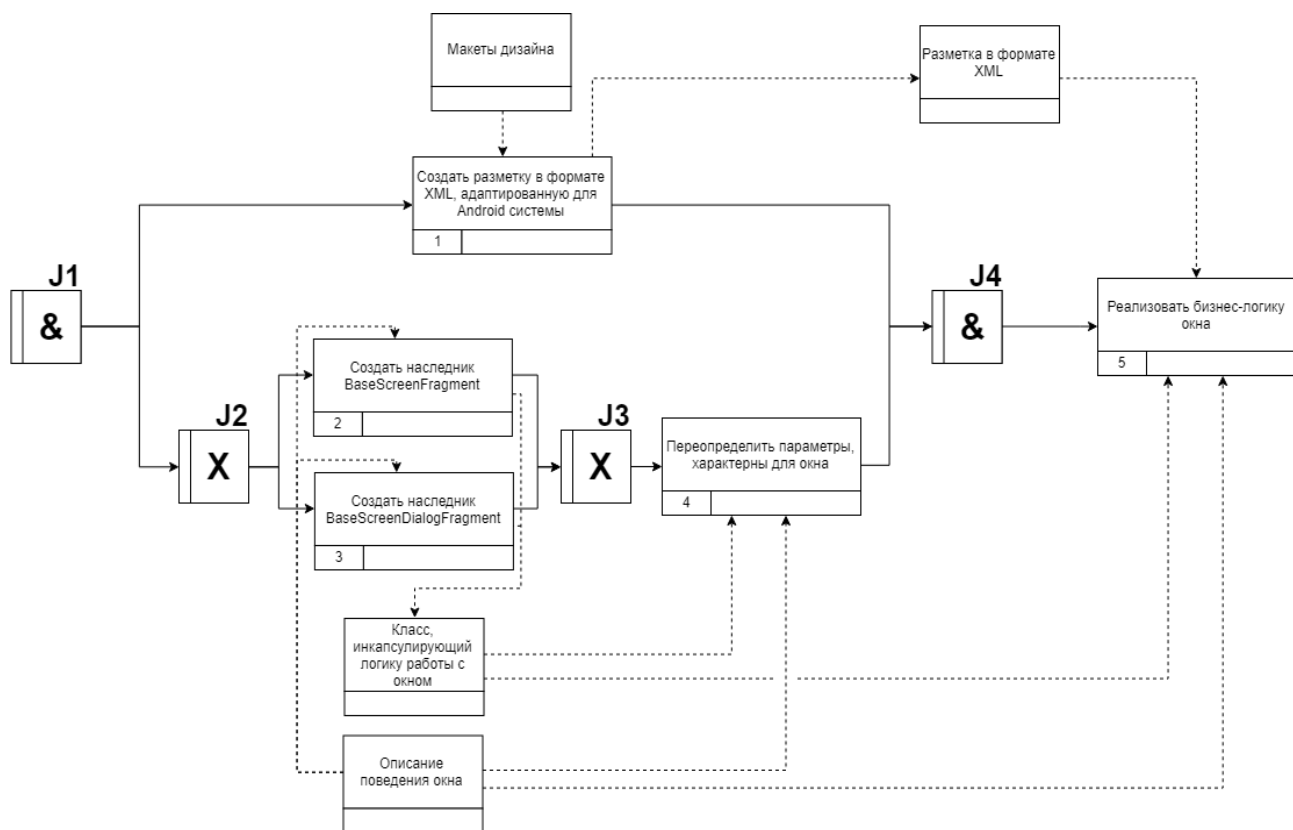 Макеты дизайна
Разметка в формате
XML
Создать разметку в формате
XML, адаптированную для
Android системы
1
J1
&
J4
&
Реализовать бизнес-логику
окна
5
Создать наследник
BaseScreenFragment
2
J2
X
J3
X
Переопределить параметры,
характерны для окна
4
Создать наследник
BaseScreenDialogFragment
3
Класс,
инкапсулирующий
логику работы с
окном
Описание
поведения окна